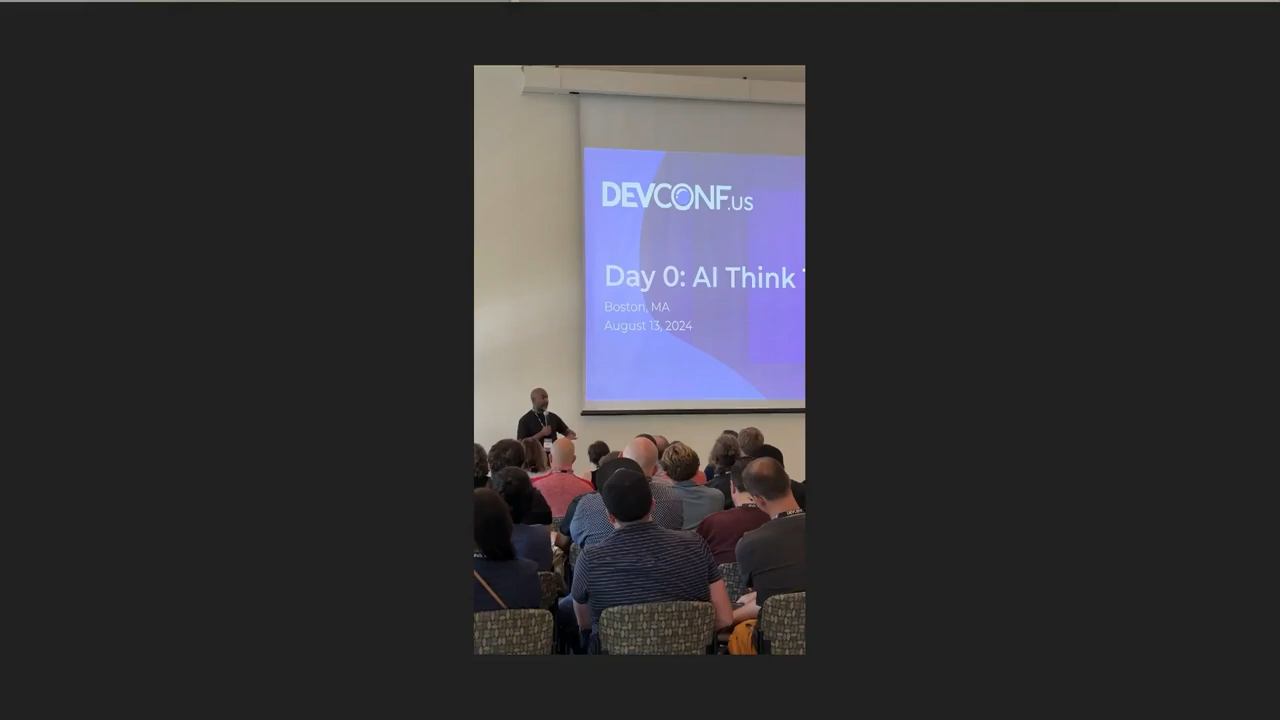 DEVCONF.us
Day 0: AI Think
Boston, MA
August 13, 2024